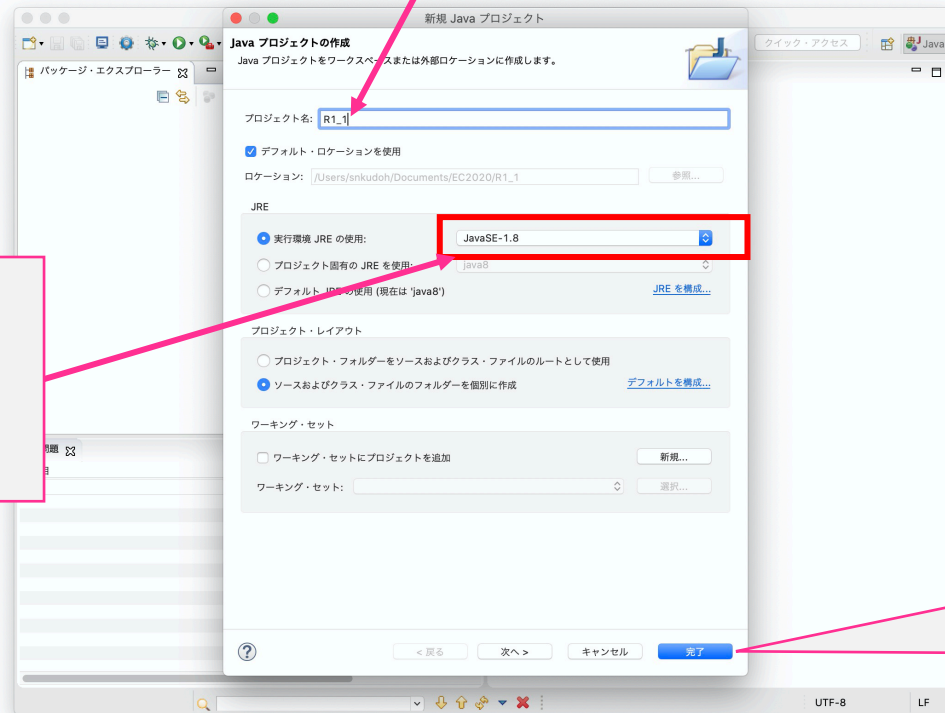 新規 Java プロジェクト
Java プロジェクトの作成
Java プロジェクトをワークスペースまたは外部ロケーションに作成します。
クイック・アクセス
Java
パッケージ・エクスプローラー
プロジェクト名: R1_1
デフォルト・ロケーションを使用
ロケーション: /Users/snkudoh/Documents/EC2020/R1_1 参照...
JRE
実行環境 JRE の使用: JavaSE-1.8
プロジェクト固有の JRE を使用: java8
デフォルト JRE の使用 (現在は 'java8') JRE を構成...
プロジェクト・レイアウト
プロジェクト・フォルダーをソースおよびクラス・ファイルのルートとして使用
ソースおよびクラス・ファイルのフォルダーを個別に作成 デフォルトを構成...
ワーキング・セット
問題
ワーキング・セットにプロジェクトを追加 新規...
ワーキング・セット: 選択...
< 戻る 次へ > キャンセル 完了
UTF-8 LF